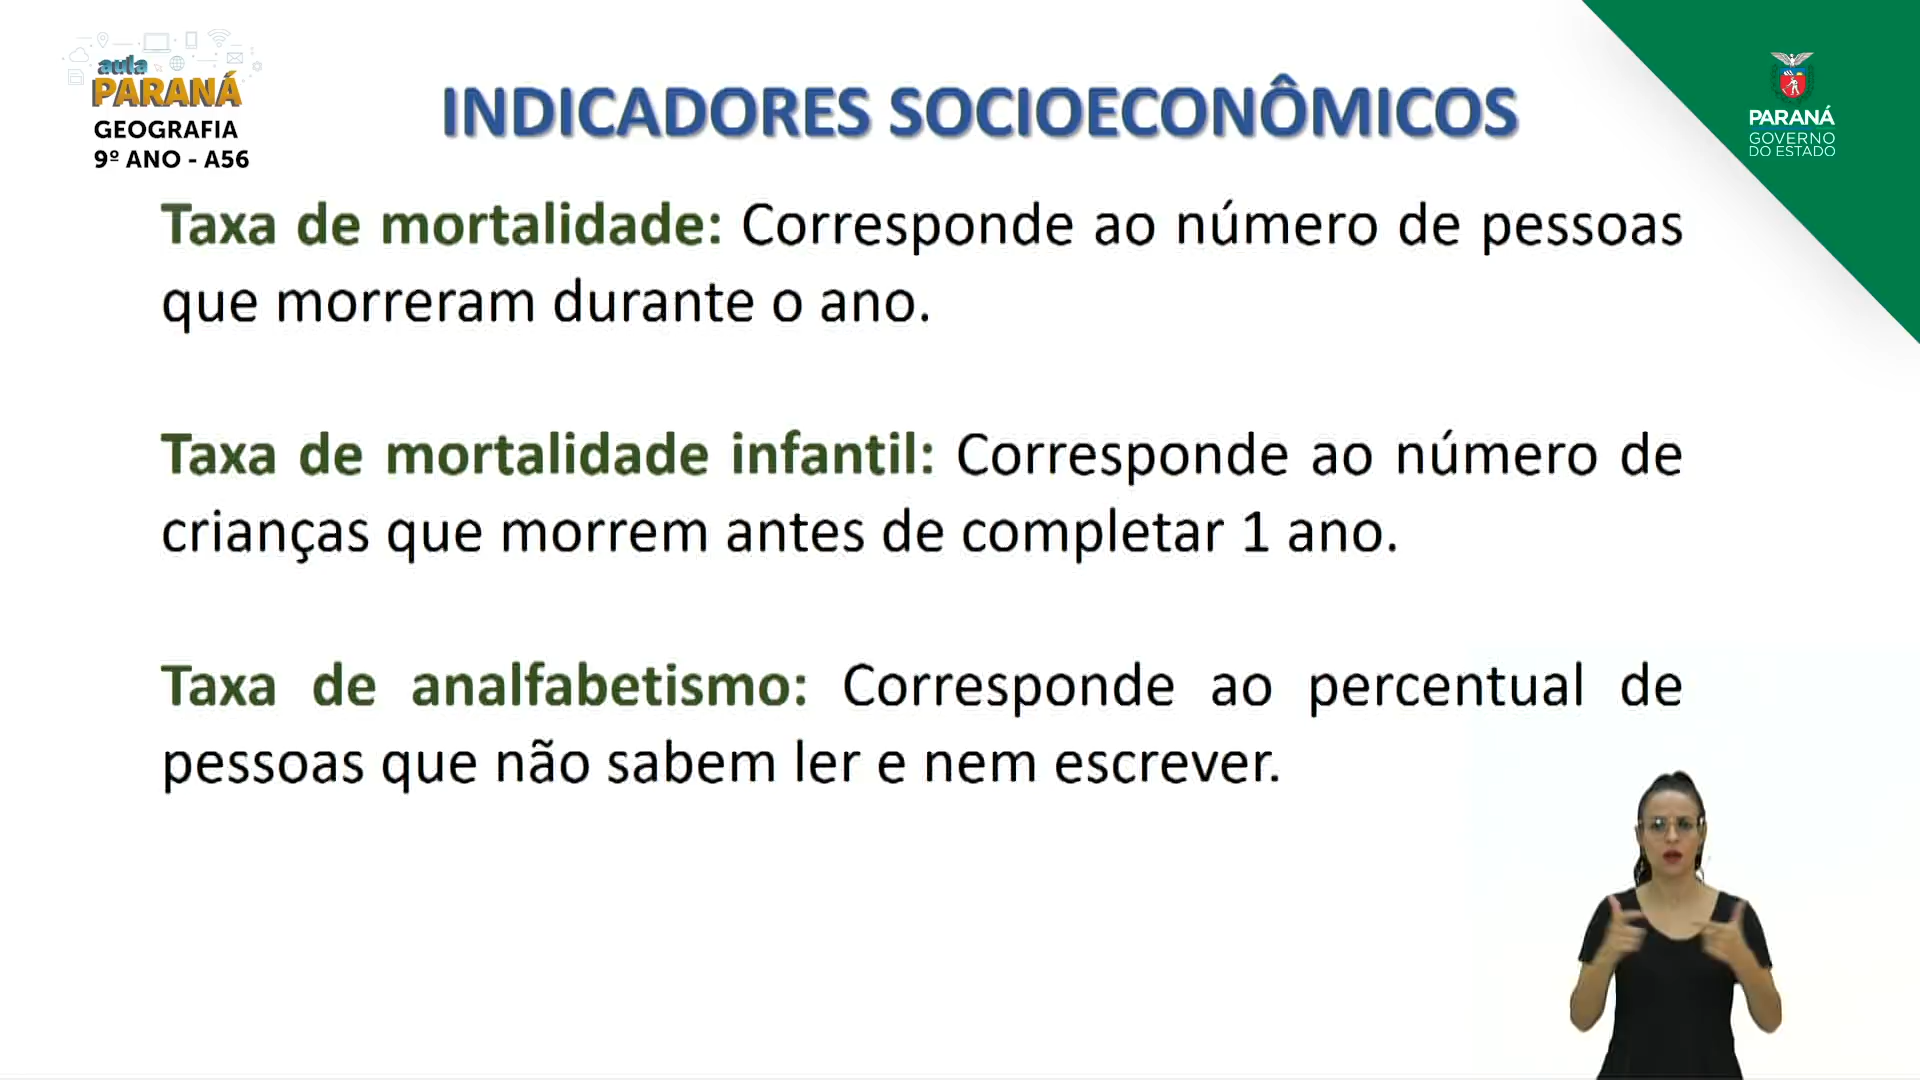 aula
PARANÁ
GEOGRAFIA
9º ANO - A56
INDICADORES SOCIOECONÔMICOS
PARANÁ
GOVERNO
DO ESTADO
Taxa de mortalidade: Corresponde ao número de pessoas
que morreram durante o ano.
Taxa de mortalidade infantil: Corresponde ao número de
crianças que morrem antes de completar 1 ano.
Taxa de analfabetismo: Corresponde ao percentual de
pessoas que não sabem ler e nem escrever.